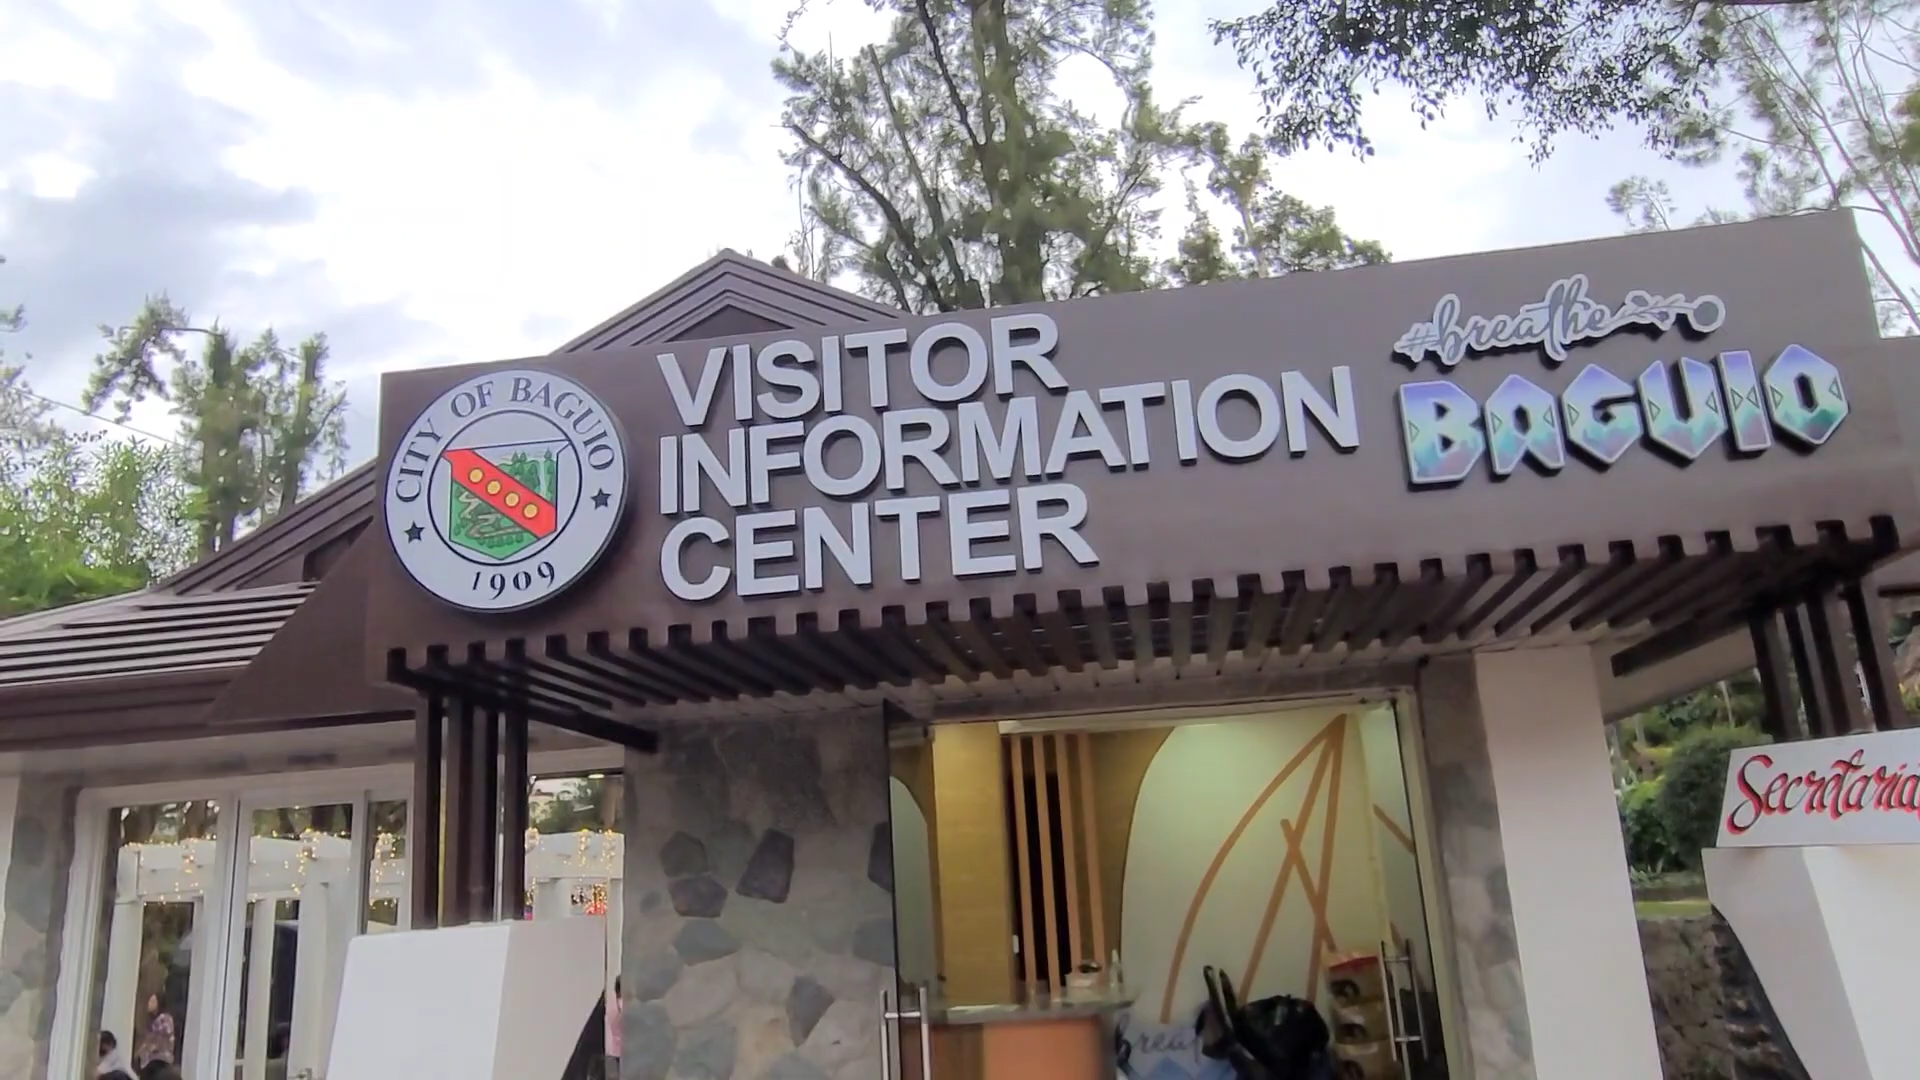 CITY OF BAGUIO
1909
VISITOR
INFORMATION
CENTER
#breathe
BAGUIO